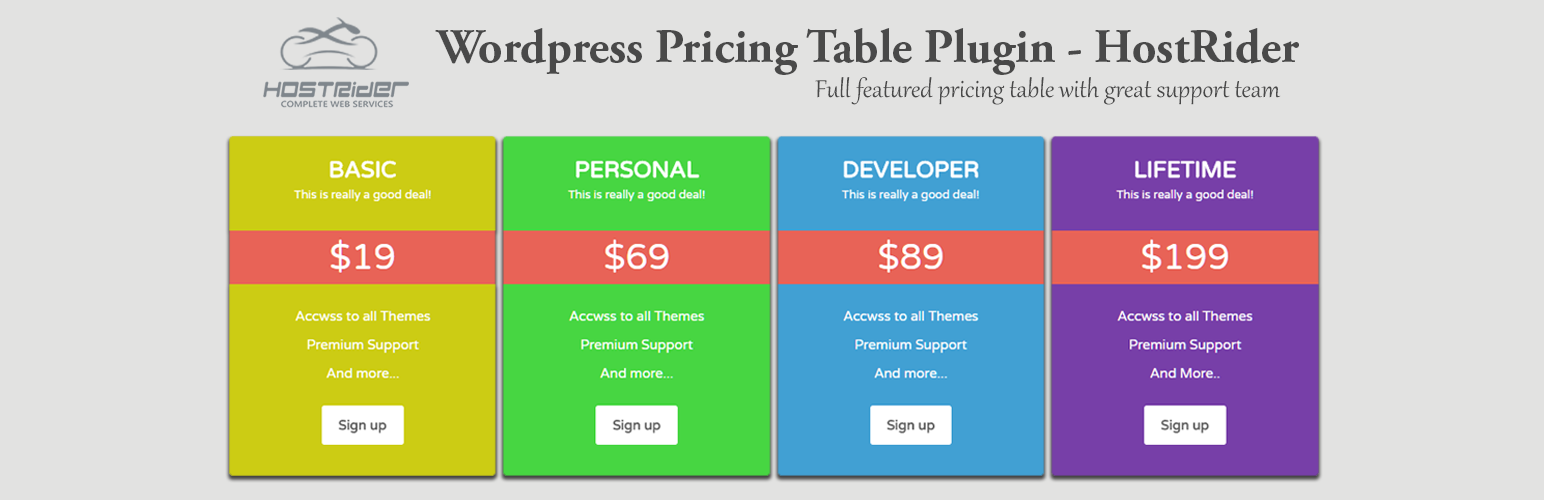 Wordpress Pricing Table Plugin - HostRider
Full featured pricing table with great support team
HOSTRIDER
COMPLETE WEB SERVICES
BASIC
This is really a good deal!
$19
Accwss to all Themes
Premium Support
And more...
Sign up
PERSONAL
This is really a good deal!
$69
Accwss to all Themes
Premium Support
And more...
Sign up
DEVELOPER
This is really a good deal!
$89
Accwss to all Themes
Premium Support
And more...
Sign up
LIFETIME
This is really a good deal!
$199
Accwss to all Themes
Premium Support
And More..
Sign up